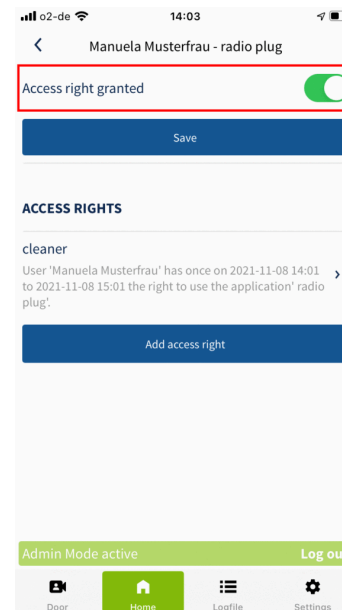 o2-de 14:03
Manuela Musterfrau - radio plug
Access right granted
Save
ACCESS RIGHTS
cleaner
User 'Manuela Musterfrau' has once on 2021-11-08 14:01
to 2021-11-08 15:01 the right to use the application' radio
plug'.
Add access right
Admin Mode active Log ou
Door Home Logfile Settings